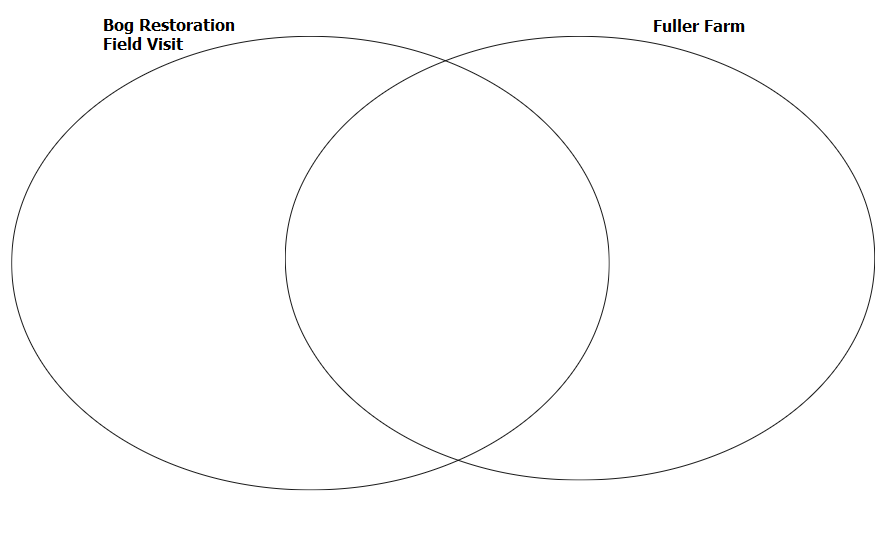 Bog Restoration
Field Visit
Fuller Farm